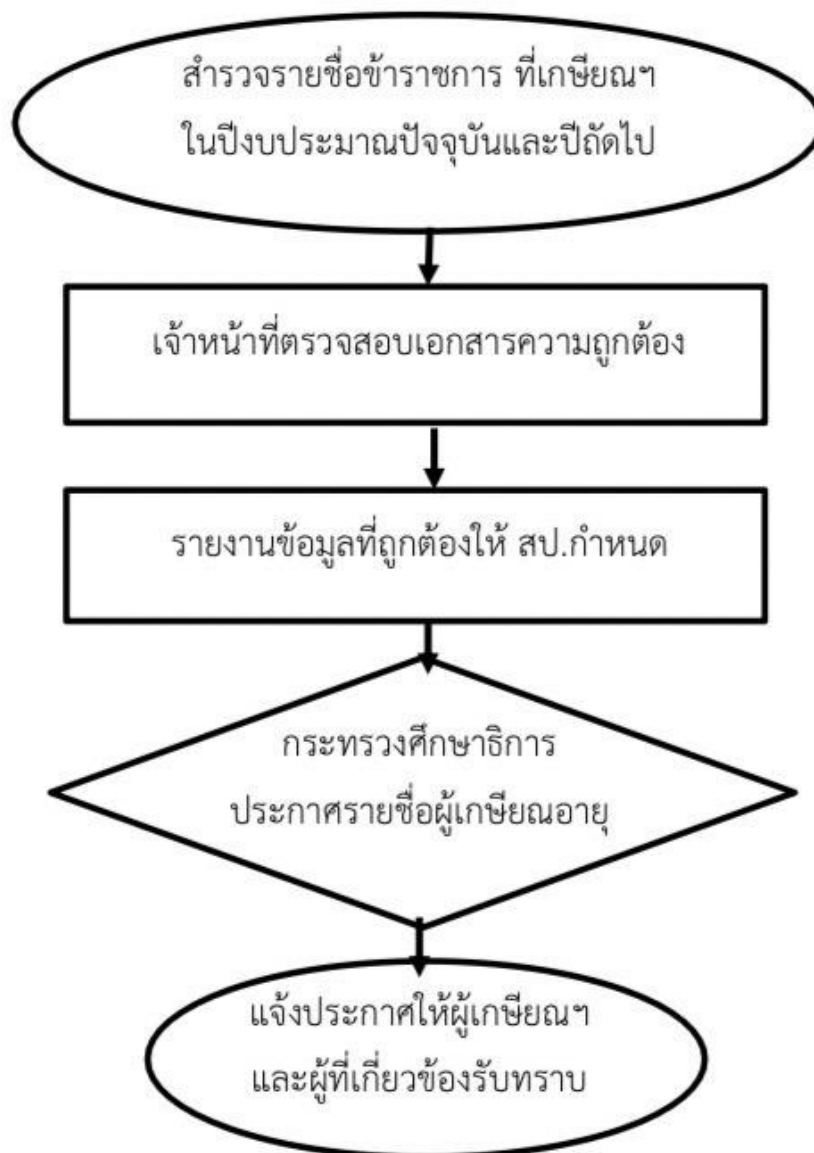 สำรวจรายชื่อข้าราชการ ที่เกษียณฯ
ในปีงบประมาณปัจจุบันและปีถัดไป
เจ้าหน้าที่ตรวจสอบเอกสารความถูกต้อง
รายงานข้อมูลที่ถูกต้องให้ สป.กำหนด
กระทรวงศึกษาธิการ
ประกาศรายชื่อผู้เกษียณอายุ
แจ้งประกาศให้ผู้เกษียณฯ
และผู้ที่เกี่ยวข้องรับทราบ